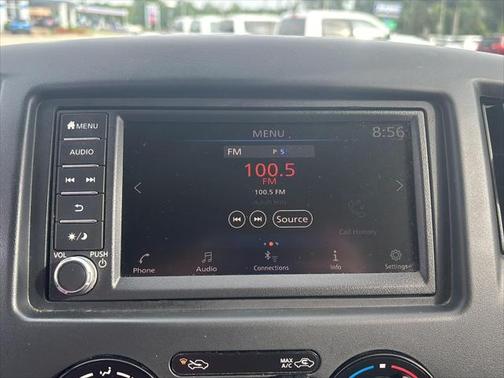 MENU
AUDIO
VOL
PUSH
MENU
8:56
FM
P S
100.5
FM
100.5 FM
Source
Call History
Phone
Audio
Connections
Info
Settings
MAX
A/C